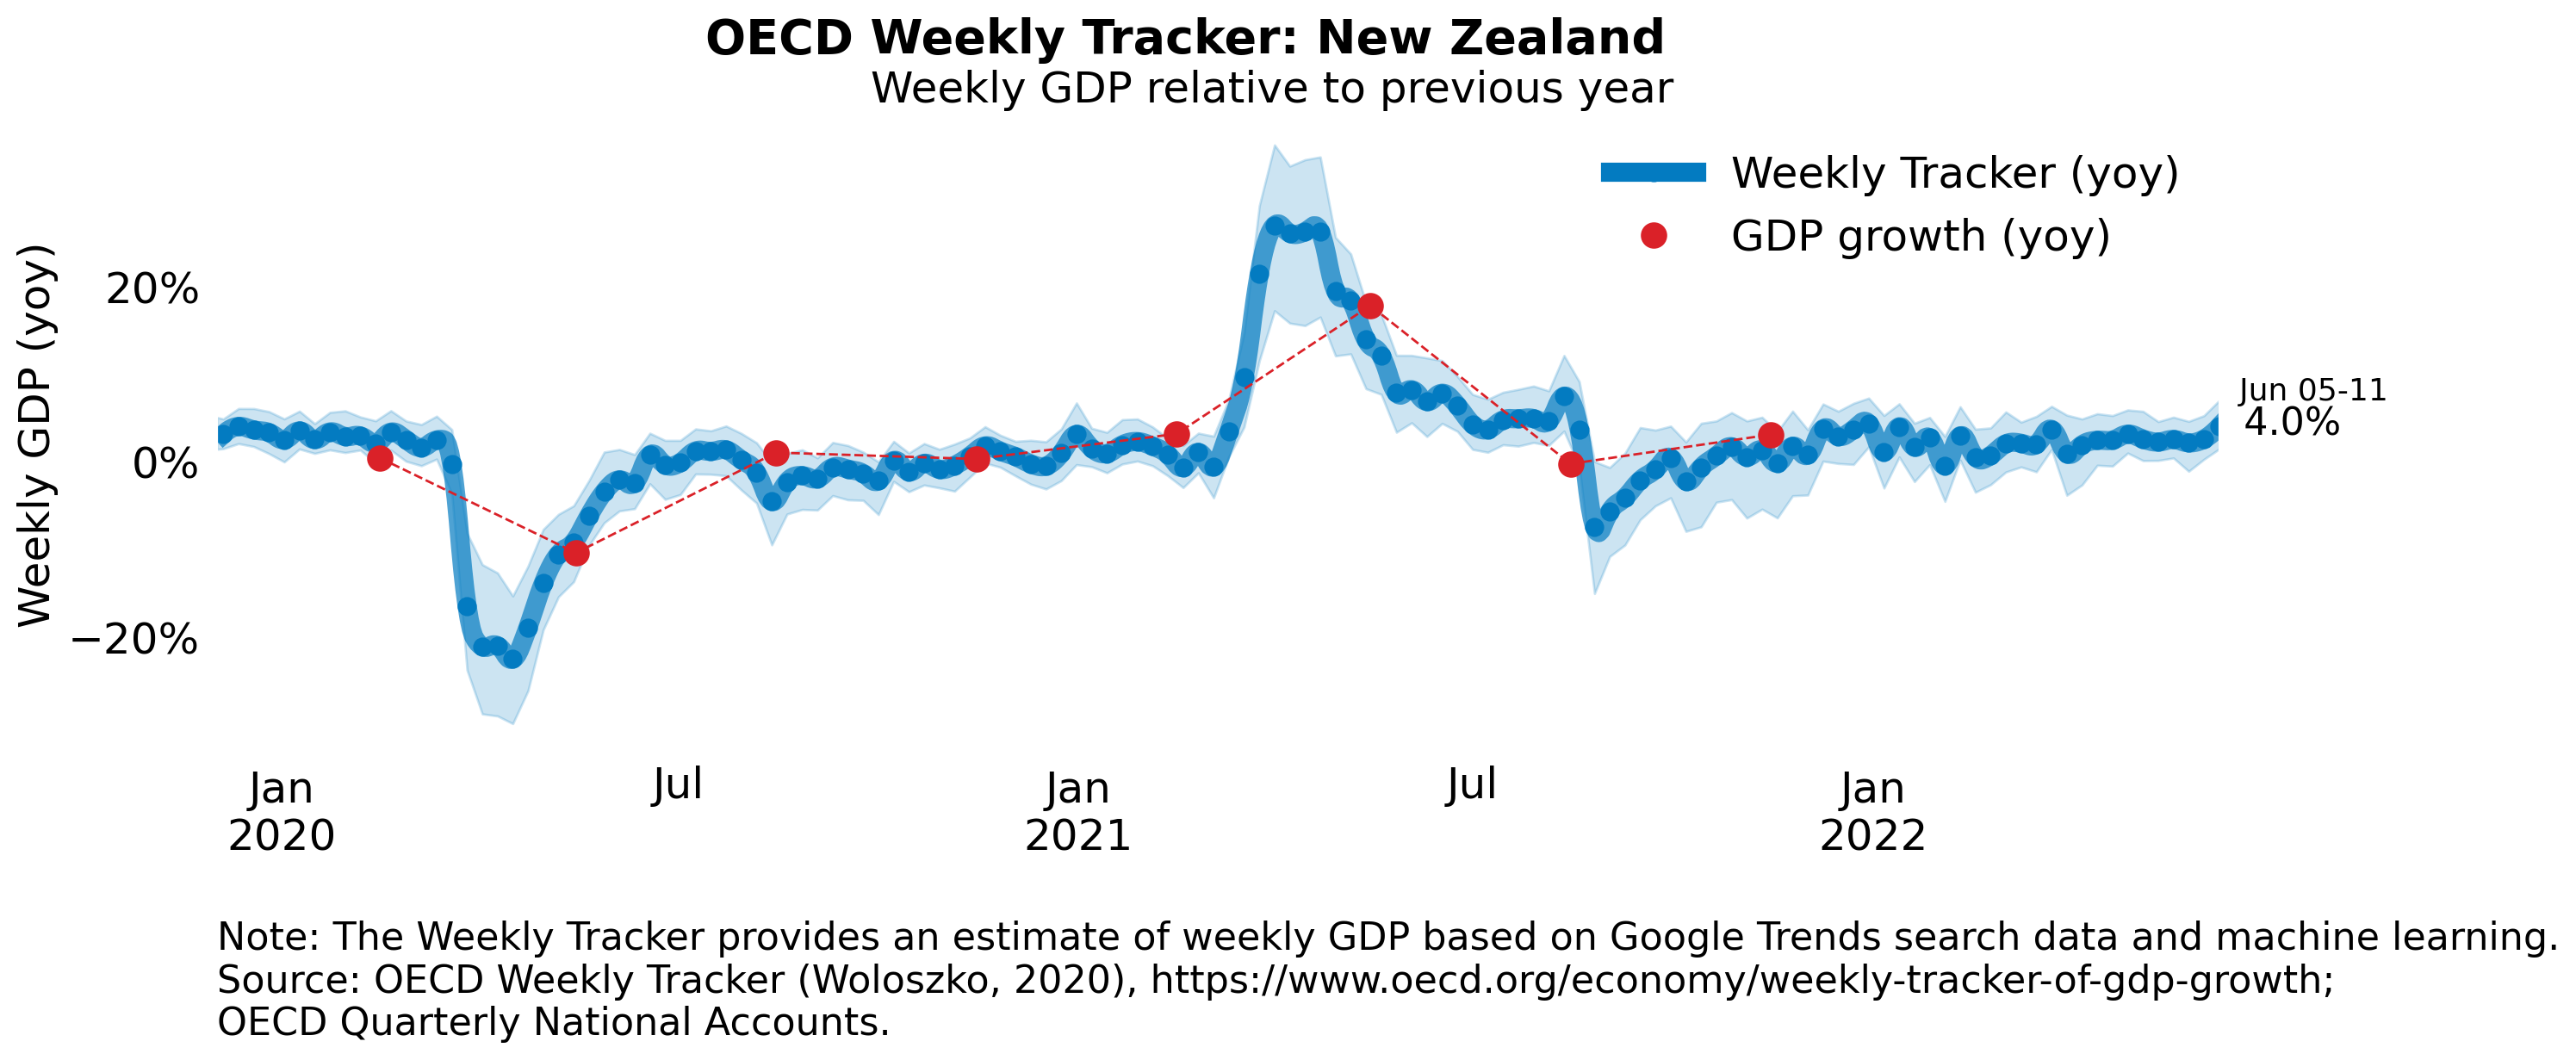 OECD Weekly Tracker: New Zealand
Weekly GDP relative to previous year
Weekly Tracker (yoy)
GDP growth (yoy)
Weekly GDP (yoy)
20%
0%
−20%
Jun 05-11
4.0%
Jan
2020
Jul
Jan
2021
Jul
Jan
2022
Note: The Weekly Tracker provides an estimate of weekly GDP based on Google Trends search data and machine learning.
Source: OECD Weekly Tracker (Woloszko, 2020), https://www.oecd.org/economy/weekly-tracker-of-gdp-growth;
OECD Quarterly National Accounts.